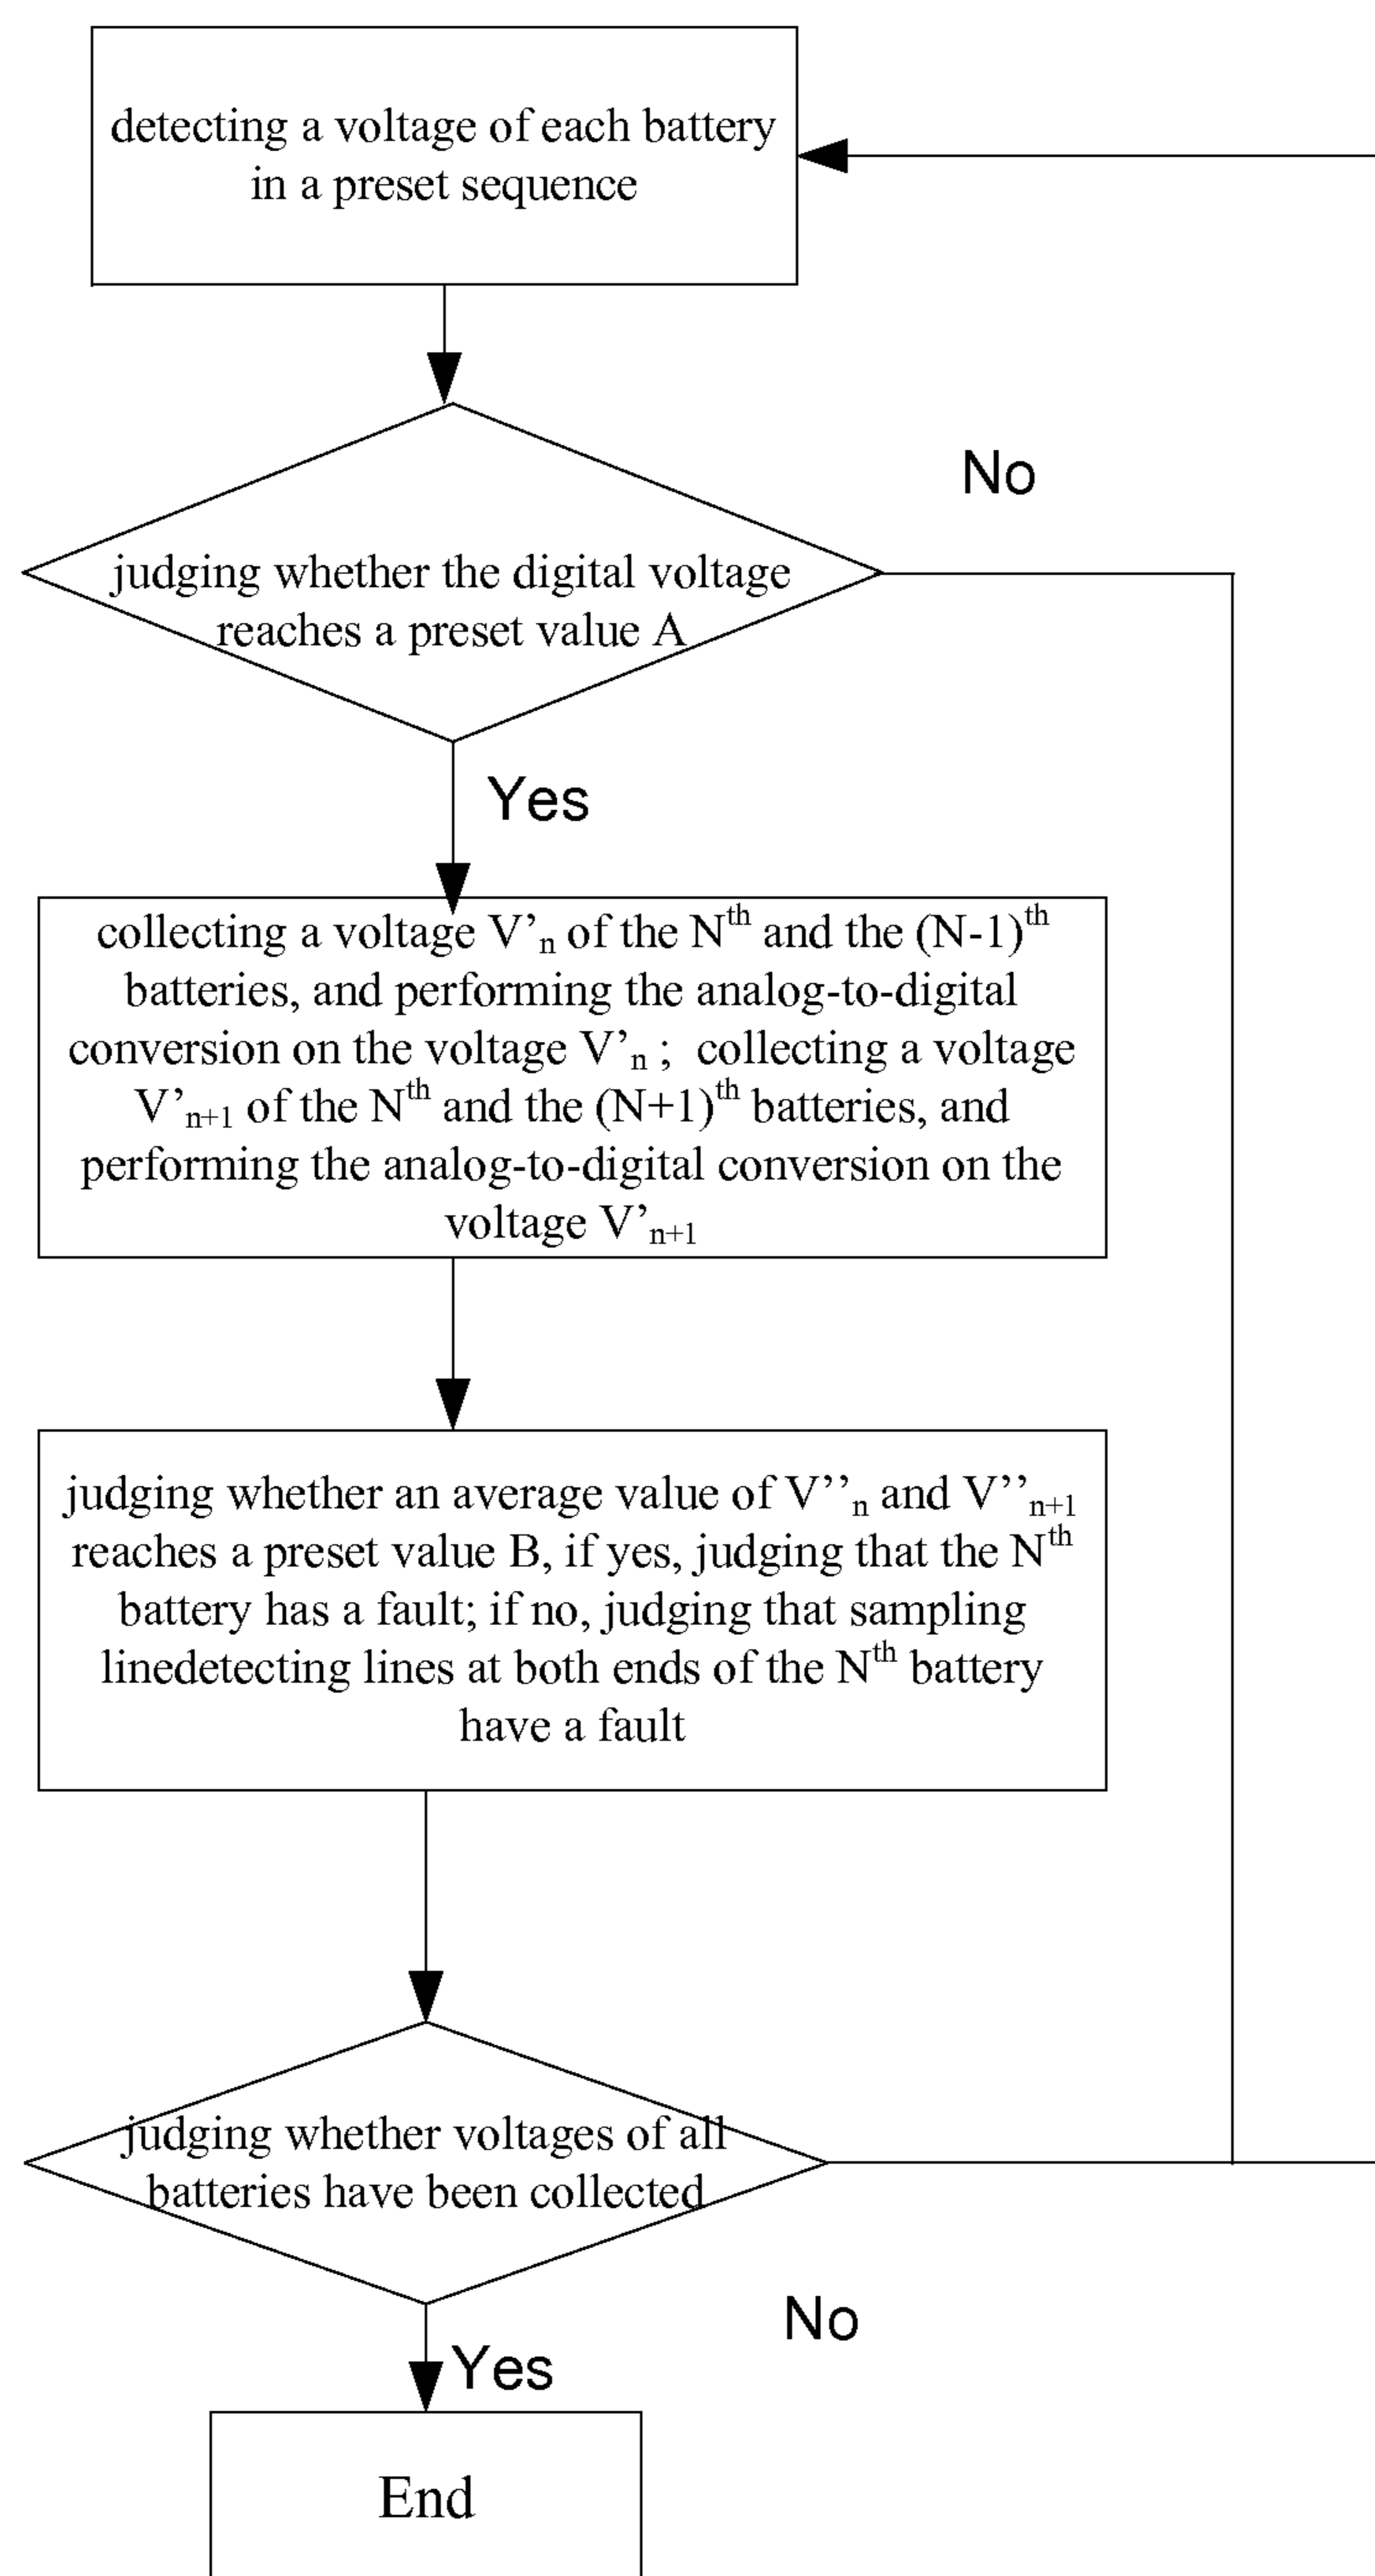 detecting a voltage of each battery
in a preset sequence
No
judging whether the digital voltage
reaches a preset value A
Yes
collecting a voltage V’n of the Nth and the (N-1)th
batteries, and performing the analog-to-digital
conversion on the voltage V’n ; collecting a voltage
V’n+1 of the Nth and the (N+1)th batteries, and
performing the analog-to-digital conversion on the
voltage V’n+1
judging whether an average value of V’’n and V’’n+1
reaches a preset value B, if yes, judging that the Nth
battery has a fault; if no, judging that sampling
linedetecting lines at both ends of the Nth battery
have a fault
judging whether voltages of all
batteries have been collected
No
Yes
End